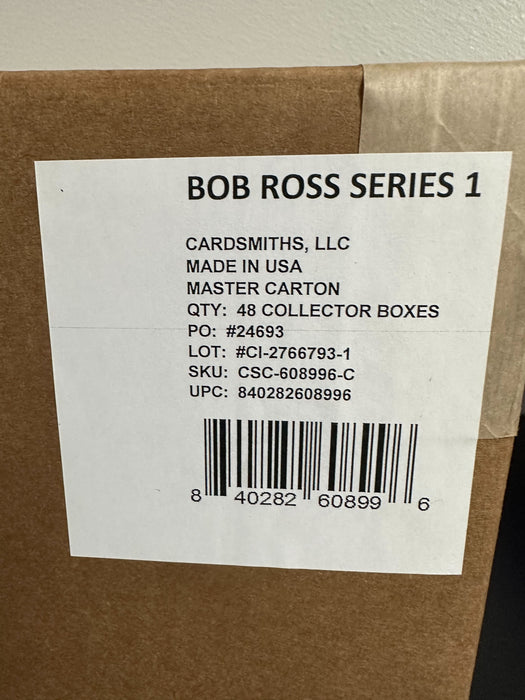 BOB ROSS SERIES 1
CARDSMITHS, LLC
MADE IN USA
MASTER CARTON
QTY: 48 COLLECTOR BOXES
PO: #24693
LOT: #CI-2766793-1
SKU: CSC-608996-C
UPC: 840282608996
8 40282 60899 6